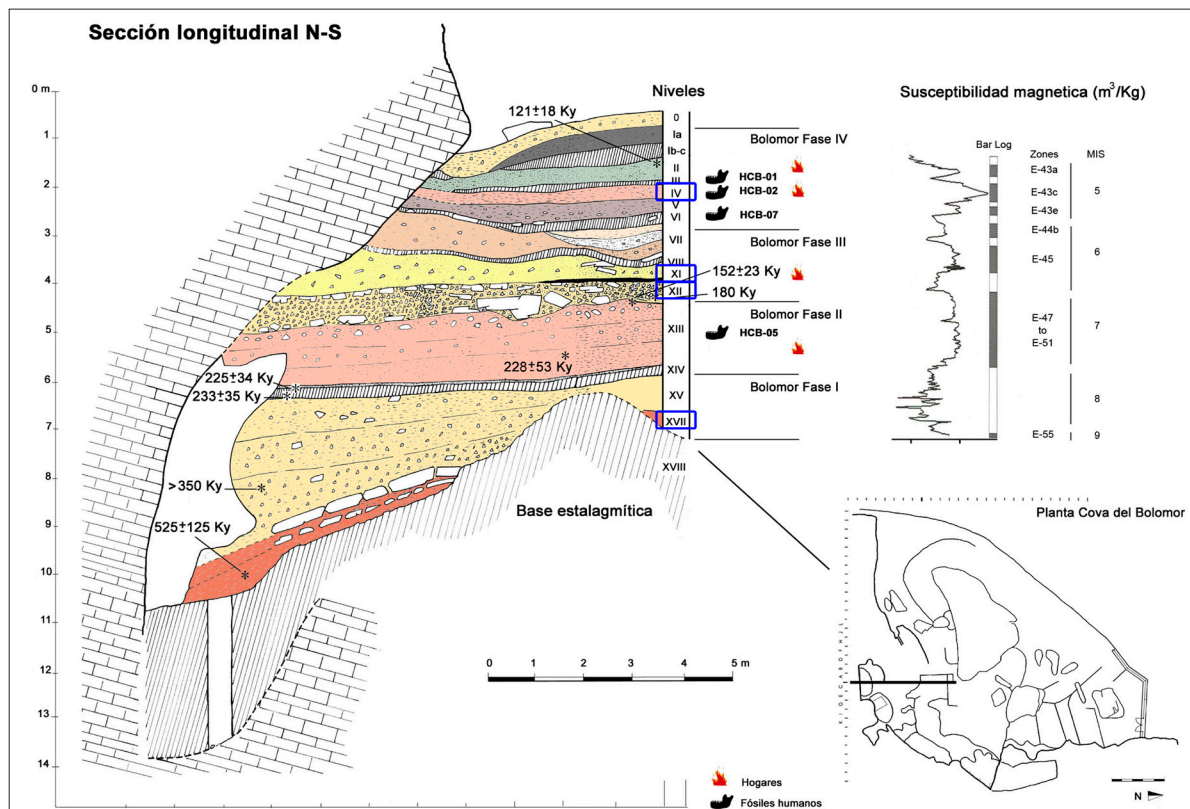 Sección longitudinal N-S
0 m
1
2
3
4
5
6
7
8
9
10
11
12
13
14
121±18 Ky
152±23 Ky
180 Ky
228±53 Ky
225±34 Ky
233±35 Ky
>350 Ky
525±125 Ky
Base estalagmítica
Niveles
0
Ia
Ib-c
II
III
IV
V
VI
VII
VIII
XI
XII
XIII
XIV
XV
XVII
XVIII
Bolomor Fase IV
HCB-01
HCB-02
HCB-07
Bolomor Fase III
Bolomor Fase II
HCB-05
Bolomor Fase I
0 1 2 3 4 5 m
Susceptibilidad magnetica (m³/Kg)
Bar Log
Zones
MIS
E-43a
E-43c
5
E-43e
E-44b
E-45
6
E-47
to
E-51
7
8
E-55
9
Planta Cova del Bolomor
N
Hogares
Fósiles humanos